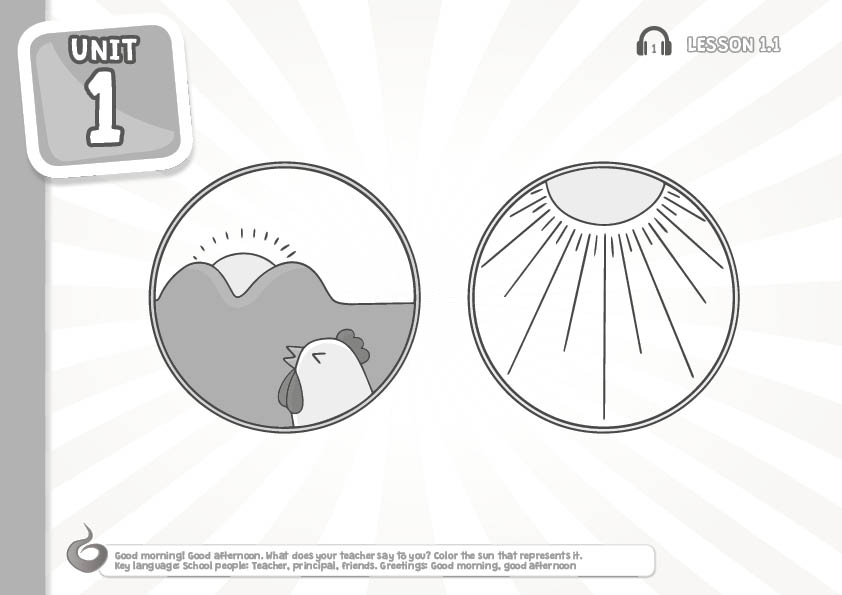 UNIT
1
1
LESSON 1.1
Good morning! Good afternoon. What does your teacher say to you? Color the sun that represents it.
Key language: School people: Teacher, principal, friends. Greetings: Good morning, good afternoon